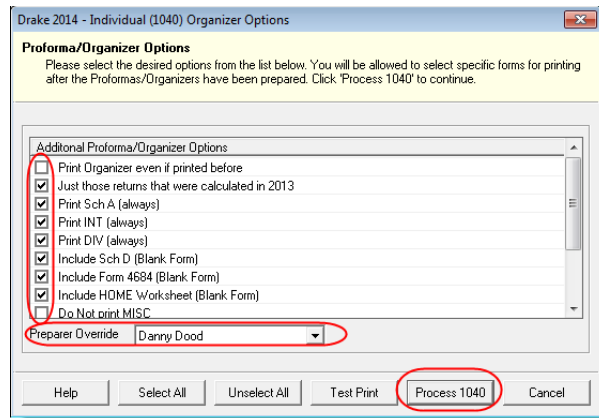 Drake 2014 - Individual (1040) Organizer Options
Proforma/Organizer Options
Please select the desired options from the list below. You will be allowed to select specific forms for printing
after the Proformas/Organizers have been prepared. Click 'Process 1040' to continue.
Additonal Proforma/Organizer Options
Print Organizer even if printed before
Just those returns that were calculated in 2013
Print Sch A (always)
Print INT (always)
Print DIV (always)
Include Sch D (Blank Form)
Include Form 4684 (Blank Form)
Include HOME Worksheet (Blank Form)
Do Not print MISC
Preparer Override Danny Dood
Help Select All Unselect All Test Print Process 1040 Cancel